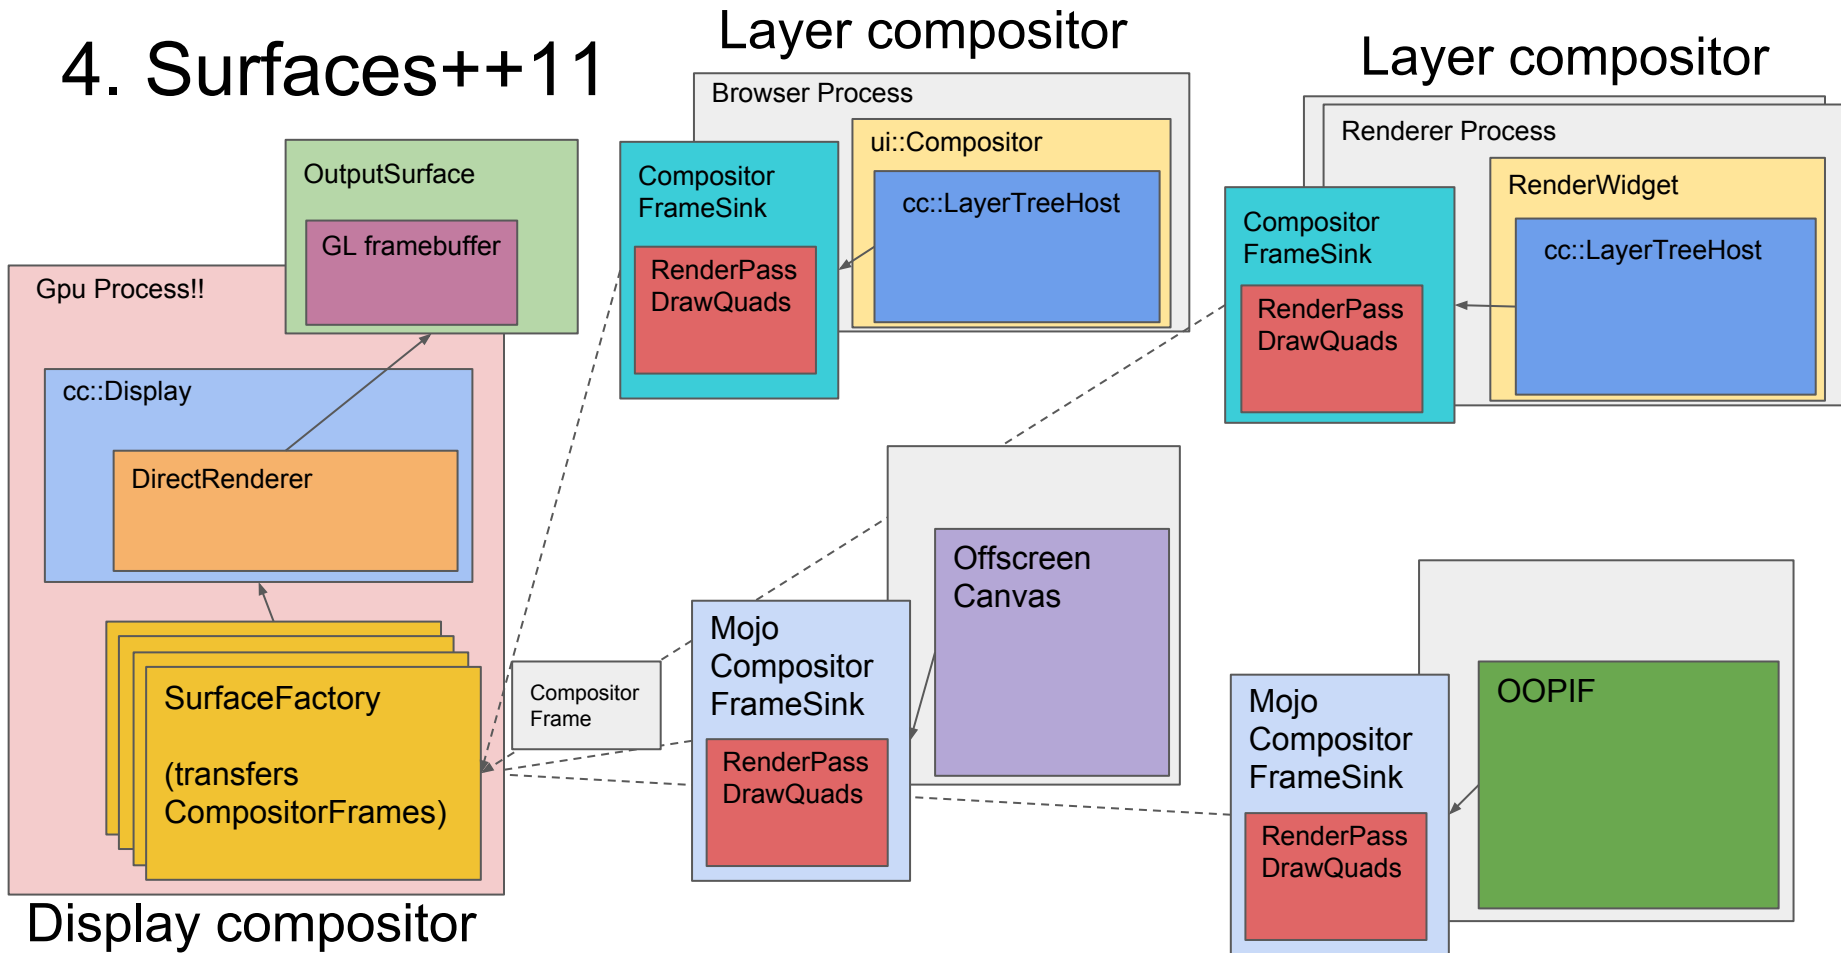 4. Surfaces++11
Layer compositor
Layer compositor
Browser Process
ui::Compositor
cc::LayerTreeHost
Compositor
FrameSink
RenderPass
DrawQuads
Renderer Process
RenderWidget
cc::LayerTreeHost
Compositor
FrameSink
RenderPass
DrawQuads
OutputSurface
GL framebuffer
Gpu Process!!
cc::Display
DirectRenderer
SurfaceFactory
(transfers
CompositorFrames)
Display compositor
Compositor
Frame
Offscreen
Canvas
Mojo
Compositor
FrameSink
RenderPass
DrawQuads
OOPIF
Mojo
Compositor
FrameSink
RenderPass
DrawQuads